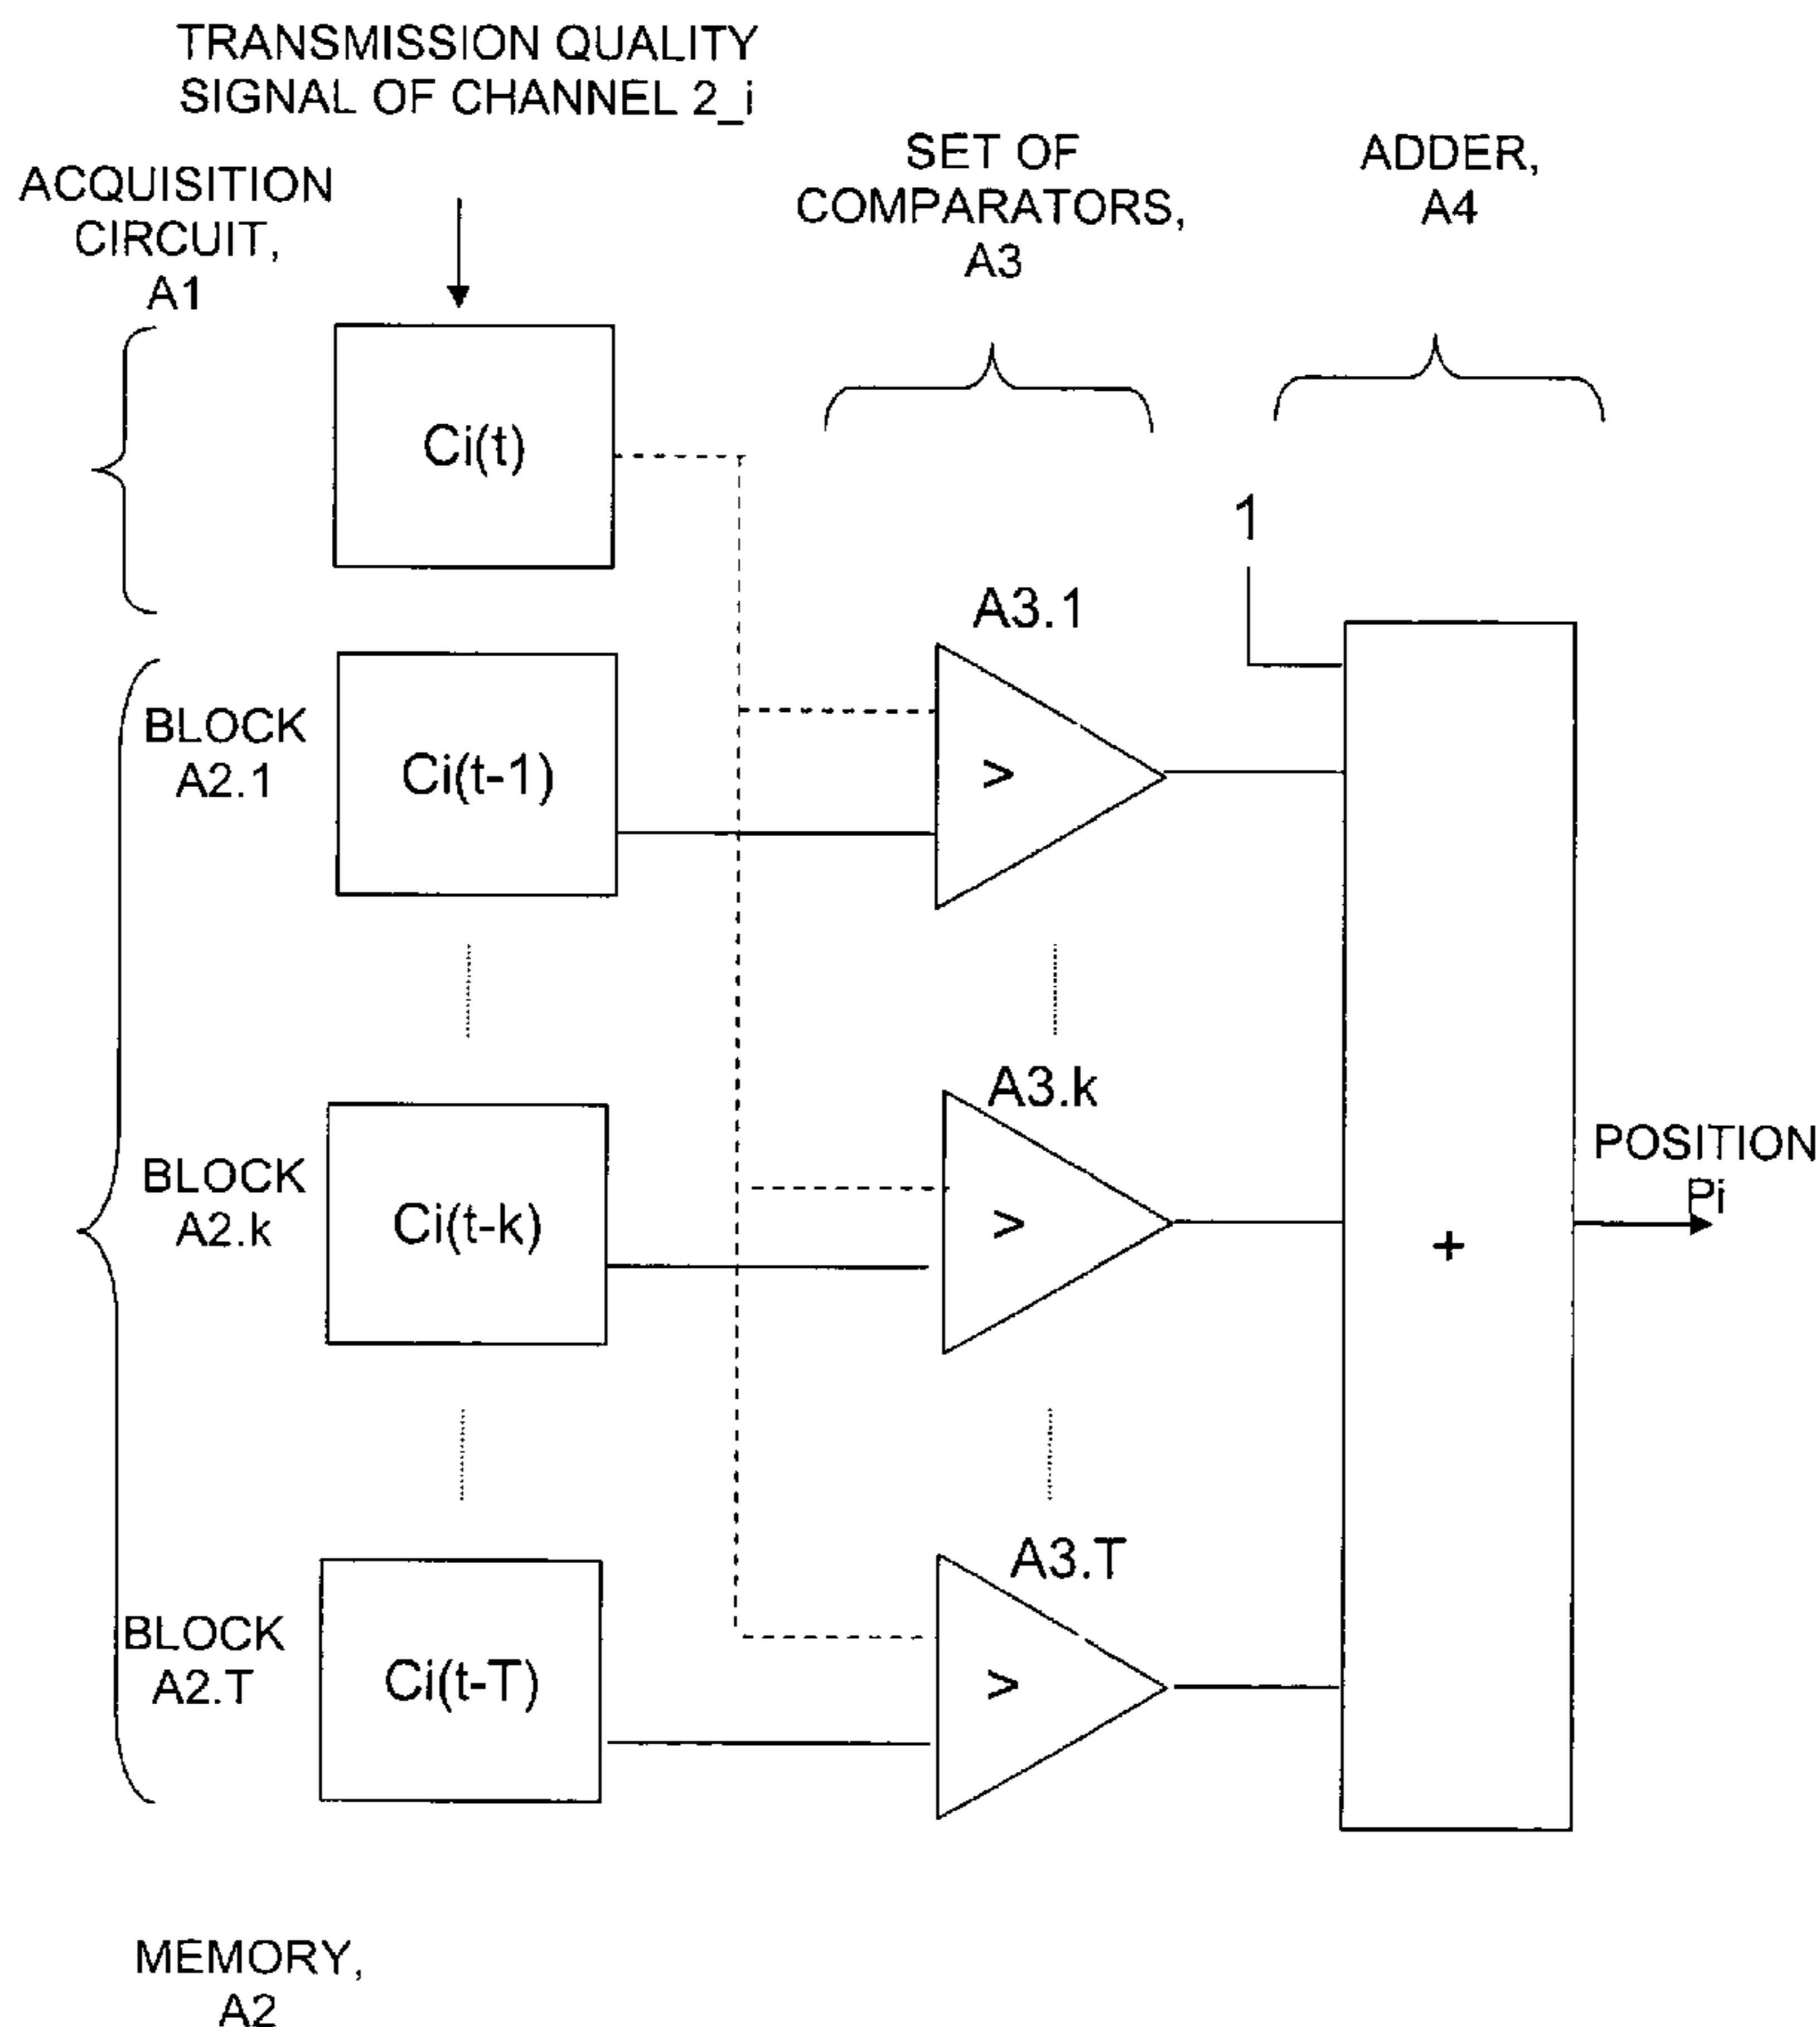 TRANSMISSION QUALITY
SIGNAL OF CHANNEL 2_i
ACQUISITION
CIRCUIT,
A1
SET OF
COMPARATORS,
A3
ADDER,
A4
Ci(t)
1
A3.1
BLOCK
A2.1
Ci(t-1)
>
A3.k
BLOCK
A2.k
Ci(t-k)
>
+
POSITION
Pi
A3.T
BLOCK
A2.T
Ci(t-T)
>
MEMORY,
A2